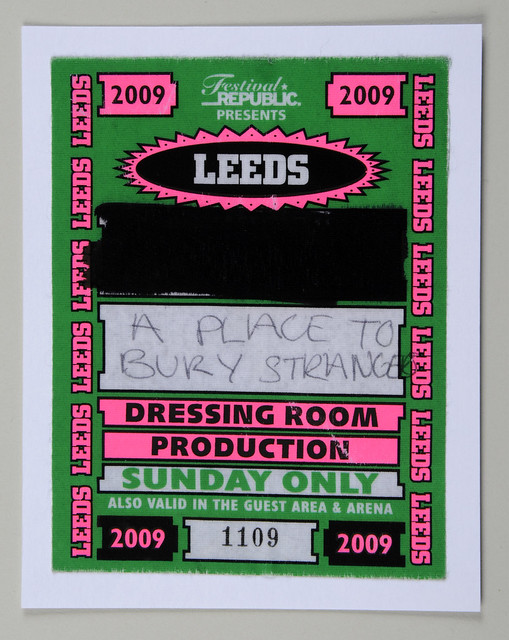 2009
Festival
REPUBLIC.
PRESENTS
2009
LEEDS
A PLACE TO
BURY STRANGERS
DRESSING ROOM
PRODUCTION
SUNDAY ONLY
ALSO VALID IN THE GUEST AREA & ARENA
2009
1109
2009
LEEDS LEEDS LEEDS LEEDS LEEDS LEEDS
LEEDS LEEDS LEEDS LEEDS LEEDS LEEDS